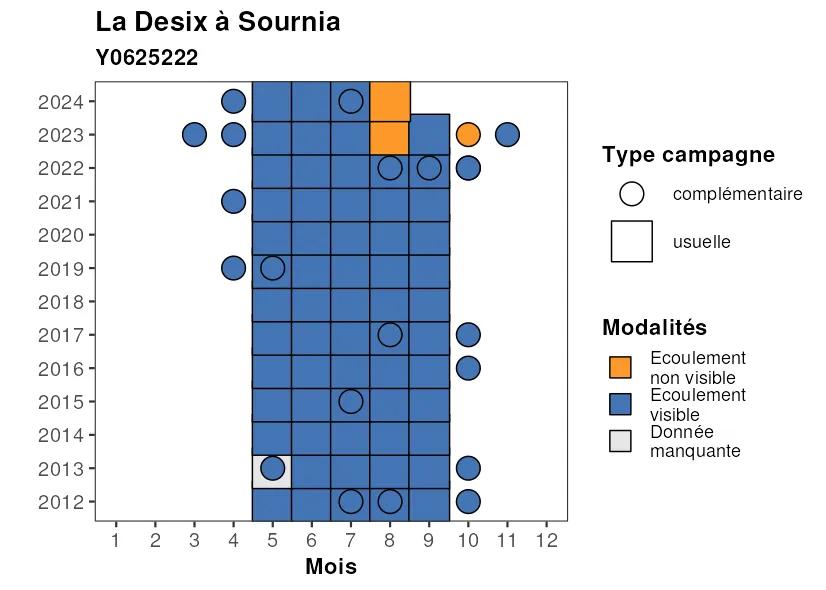 La Desix à Sournia
Y0625222
2024
2023
2022
2021
2020
2019
2018
2017
2016
2015
2014
2013
2012
1 2 3 4 5 6 7 8 9 10 11 12
Mois
Type campagne
complémentaire
usuelle
Modalités
Ecoulement
non visible
Ecoulement
visible
Donnée
manquante